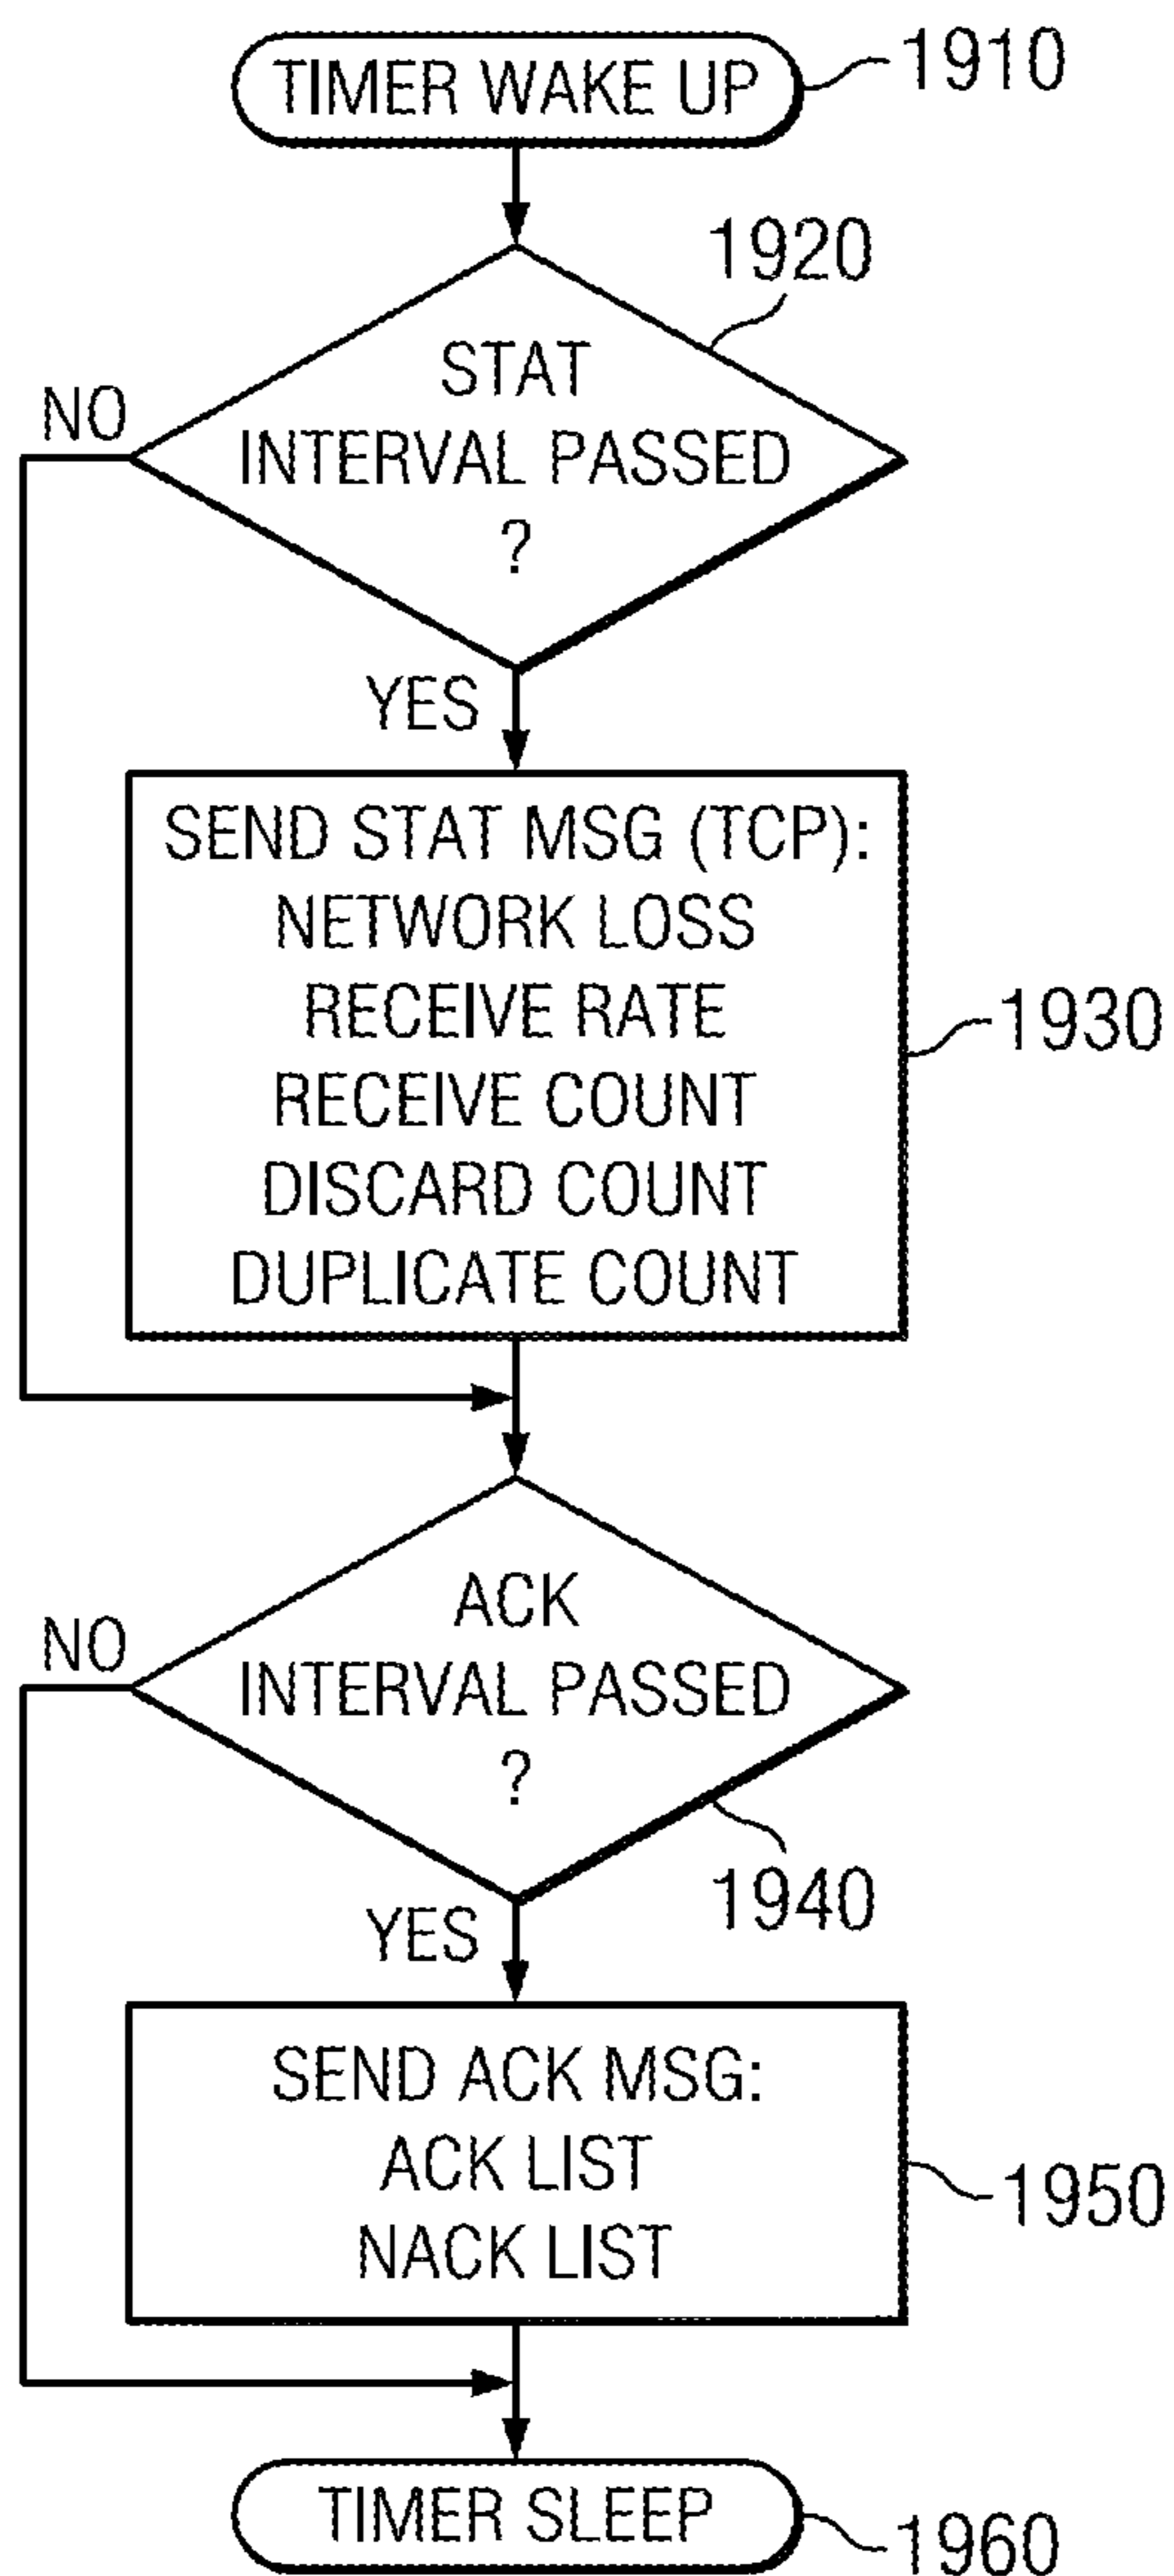 TIMER WAKE UP
1910
1920
STAT
INTERVAL PASSED
?
NO
YES
SEND STAT MSG (TCP):
NETWORK LOSS
RECEIVE RATE
RECEIVE COUNT
DISCARD COUNT
DUPLICATE COUNT
1930
ACK
INTERVAL PASSED
?
NO
1940
YES
SEND ACK MSG:
ACK LIST
NACK LIST
1950
TIMER SLEEP
1960